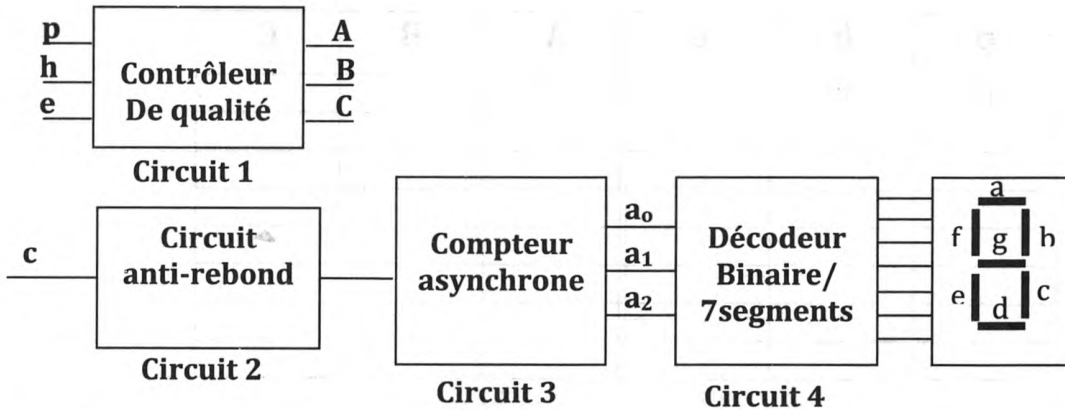 p
h
e
Contrôleur
De qualité
A
B
C
Circuit 1
c
Circuit
anti-rebond
Circuit 2
Compteur
asynchrone
Circuit 3
a₀
a₁
a₂
Décodeur
Binaire/
7segments
Circuit 4
a
f
g
b
e
d
c